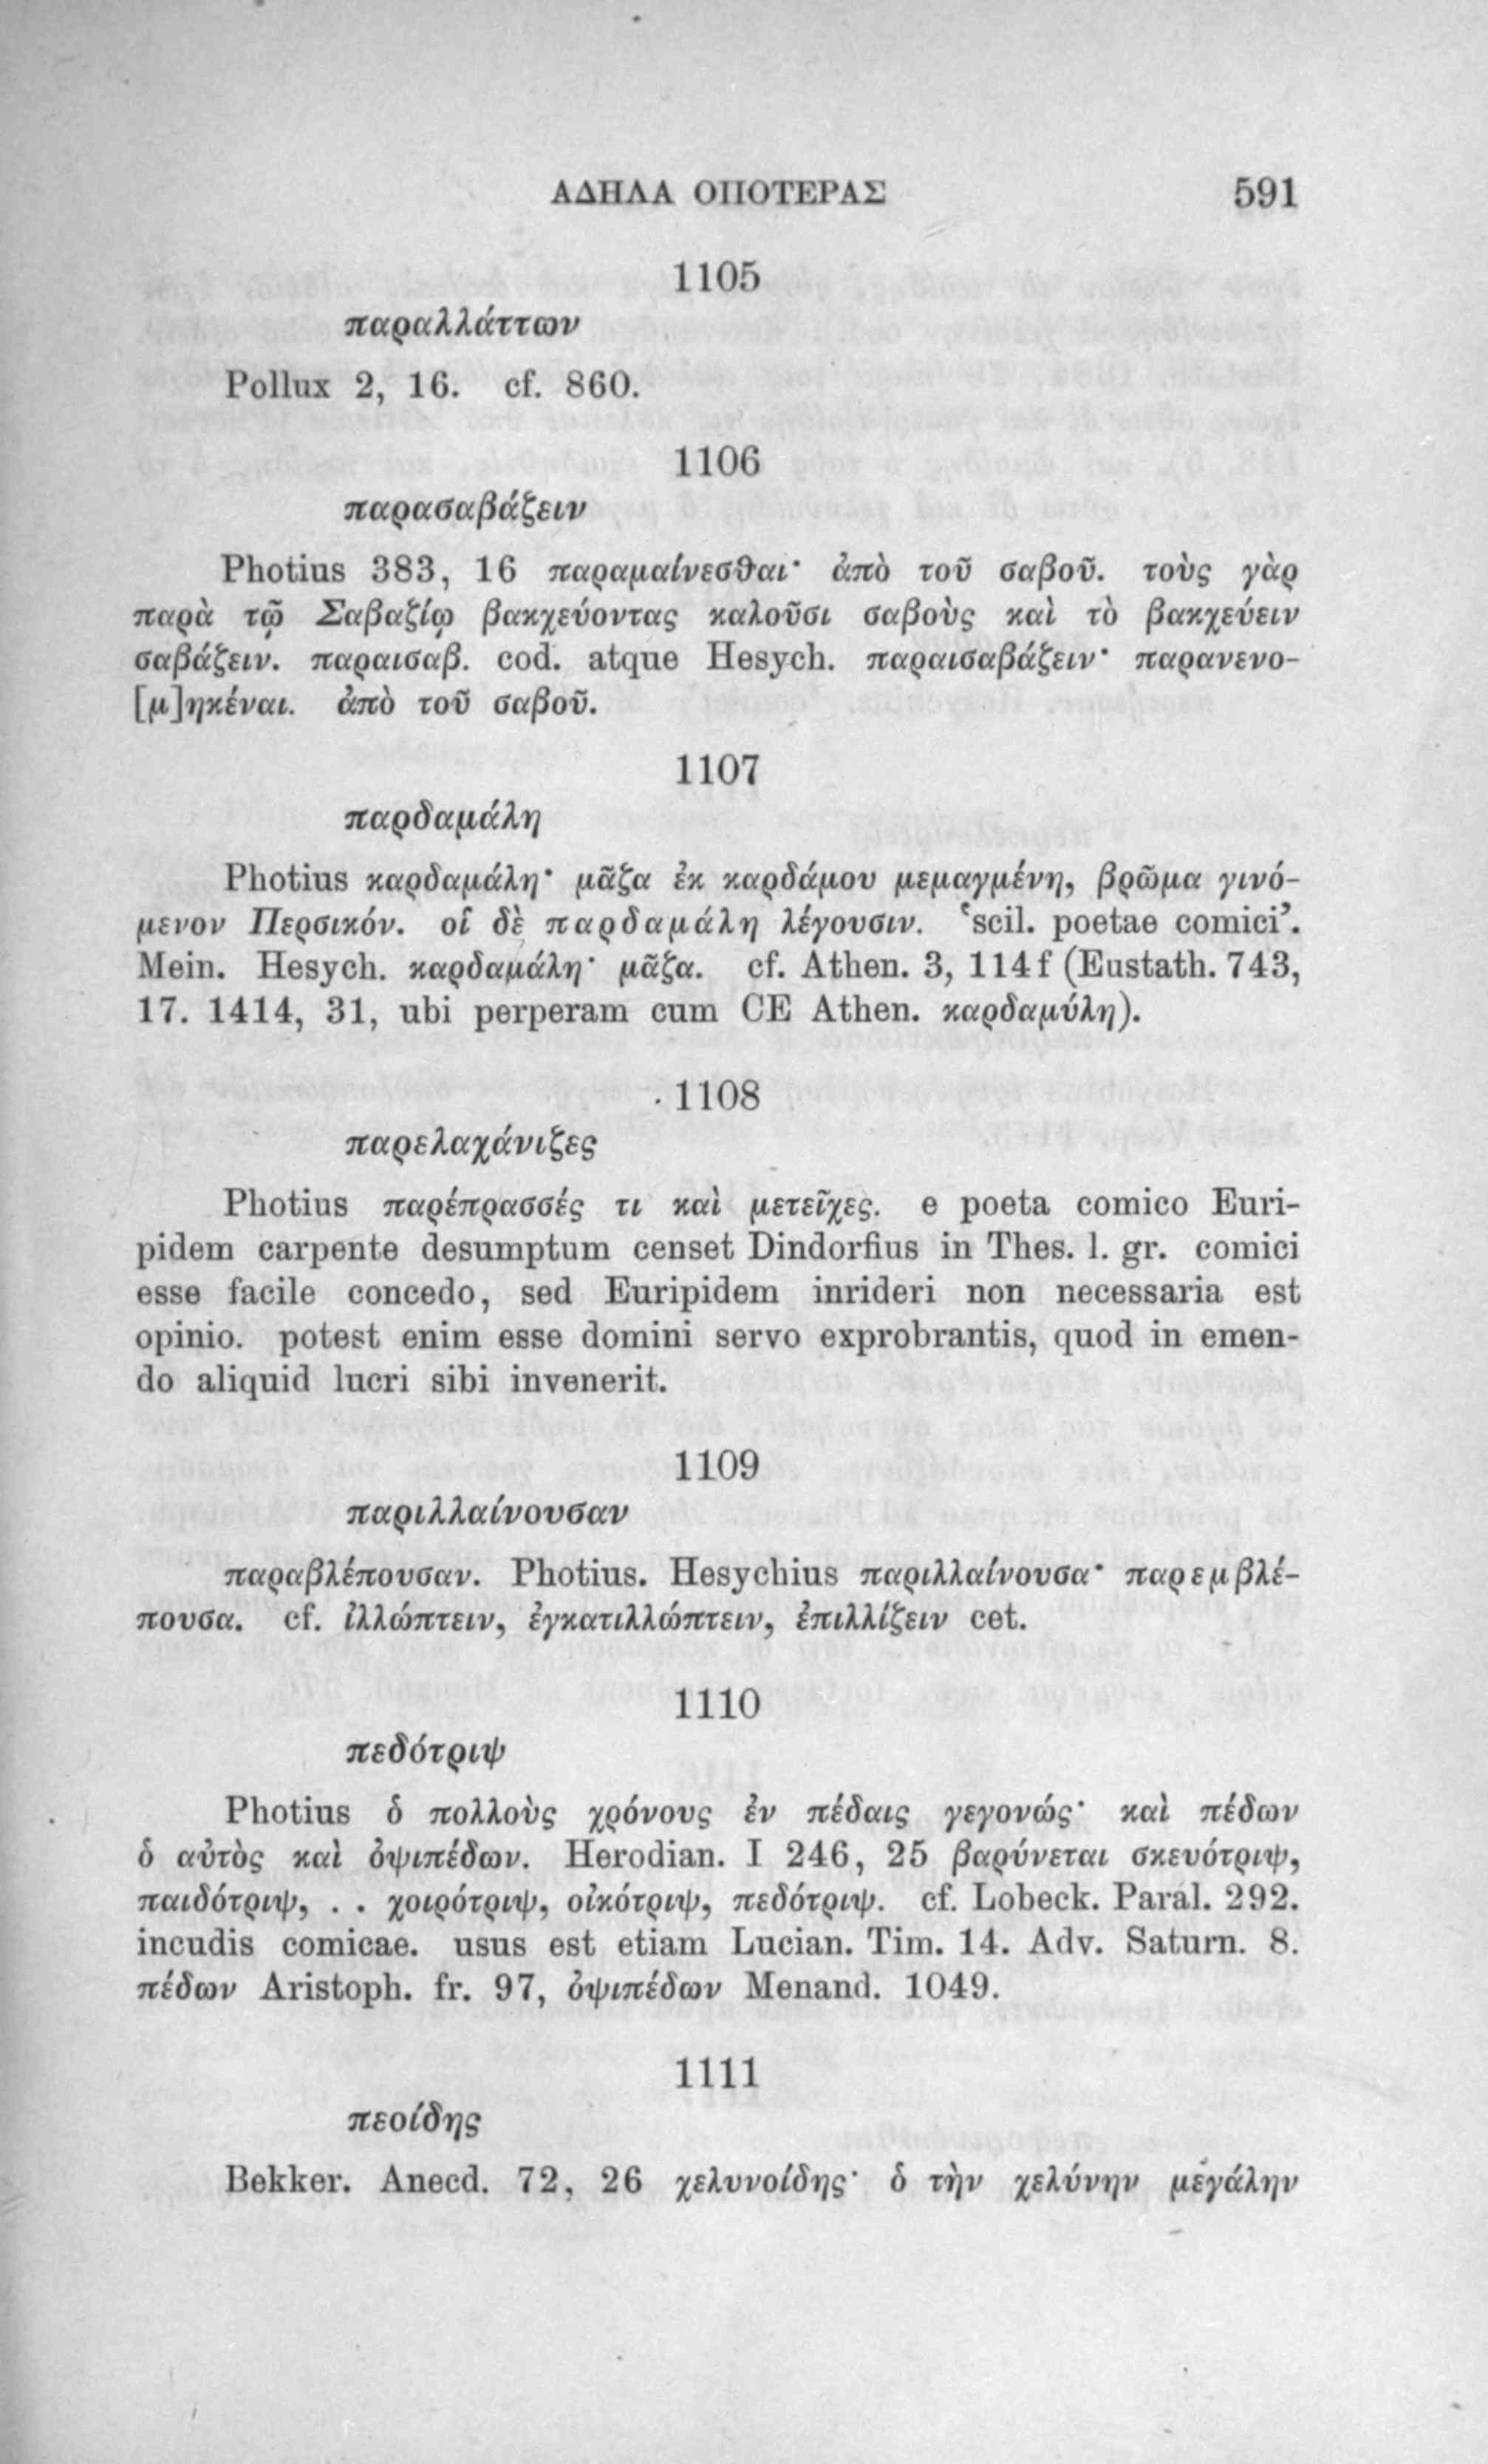 ΑΔΗΛΑ ΟΠΟΤΕΡΑΣ 591
1105
παραλλάττων
Pollux 2, 16. cf. 860.
1106
παρασαβάζειν
Photius 383, 16 παραμαίνεσθαι· ἀπὸ τοῦ σαβοῦ. τοὺς γὰρ
παρὰ τῷ Σαβαζίῳ βακχεύοντας καλοῦσι σαβοὺς καὶ τὸ βακχεύειν
σαβάζειν. παραισαβ. cod. atque Hesych. παραισαβάζειν· παρανενο-
[μ]ηκέναι. ἀπὸ τοῦ σαβοῦ.
1107
παρδαμάλη
Photius καρδαμάλη· μᾶζα ἐκ καρδάμου μεμαγμένη, βρῶμα γινό-
μενον Περσικόν. οἱ δὲ παρδαμάλη λέγουσιν. ‘scil. poetae comici’.
Mein. Hesych. καρδαμάλη· μᾶζα. cf. Athen. 3, 114 f (Eustath. 743,
17. 1414, 31, ubi perperam cum CE Athen. καρδαμύλη).
1108
παρελαχάνιζες
Photius παρέπρασσές τι καὶ μετεῖχες. e poeta comico Euri-
pidem carpente desumptum censet Dindorfius in Thes. l. gr. comici
esse facile concedo, sed Euripidem inrideri non necessaria est
opinio. potest enim esse domini servo exprobrantis, quod in emen-
do aliquid lucri sibi invenerit.
1109
παριλλαίνουσαν
παραβλέπουσαν. Photius. Hesychius παριλλαίνουσα· παρεμβλέ-
πουσα. cf. ἰλλώπτειν, ἐγκατιλλώπτειν, ἐπιλλίζειν cet.
1110
πεδότριψ
Photius ὁ πολλοὺς χρόνους ἐν πέδαις γεγονώς· καὶ πέδων
ὁ αὐτὸς καὶ ὀψιπέδων. Herodian. I 246, 25 βαρύνεται σκευότριψ,
παιδότριψ, . . χοιρότριψ, οἰκότριψ, πεδότριψ. cf. Lobeck. Paral. 292.
incudis comicae. usus est etiam Lucian. Tim. 14. Adv. Saturn. 8.
πέδων Aristoph. fr. 97, ὀψιπέδων Menand. 1049.
1111
πεοίδης
Bekker. Anecd. 72, 26 χελυνοίδης· ὁ τὴν χελύνην μεγάλην